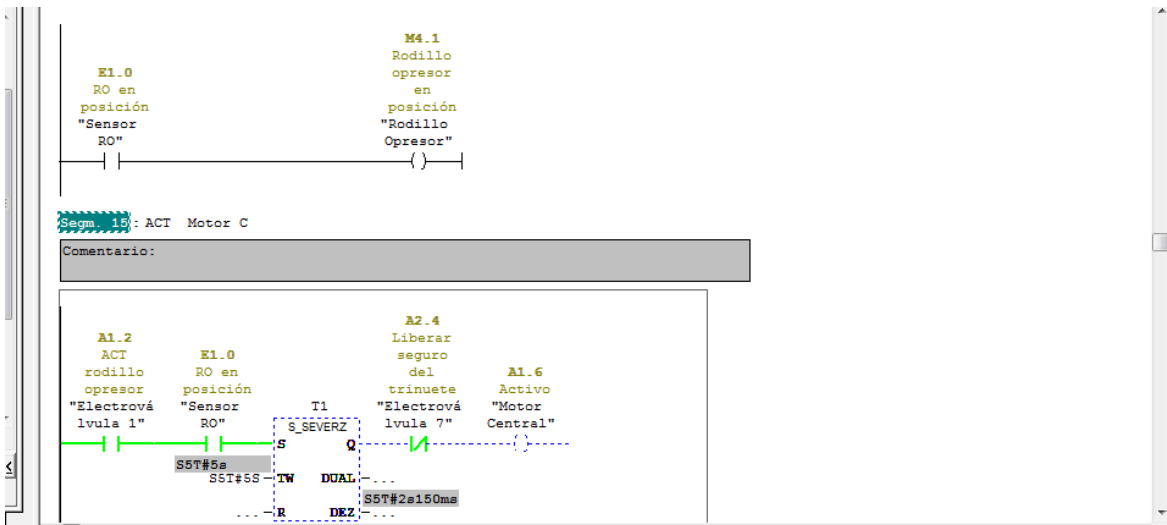 M4.1
Rodillo
opresor
en
posición
"Rodillo
Opresor"
E1.0
RO en
posición
"Sensor
RO"
( )
Segm. 15: ACT Motor C
Comentario:
A1.2
ACT
rodillo
opresor
"Electrová
lvula 1"
E1.0
RO en
posición
"Sensor
RO"
T1
S_SEVERZ
A2.4
Liberar
seguro
del
trinuete
"Electrová
lvula 7"
A1.6
Activo
"Motor
Central"
S Q
S5T#5s
S5T#5S TW DUAL ...
S5T#2s150ms
... R DEZ ...